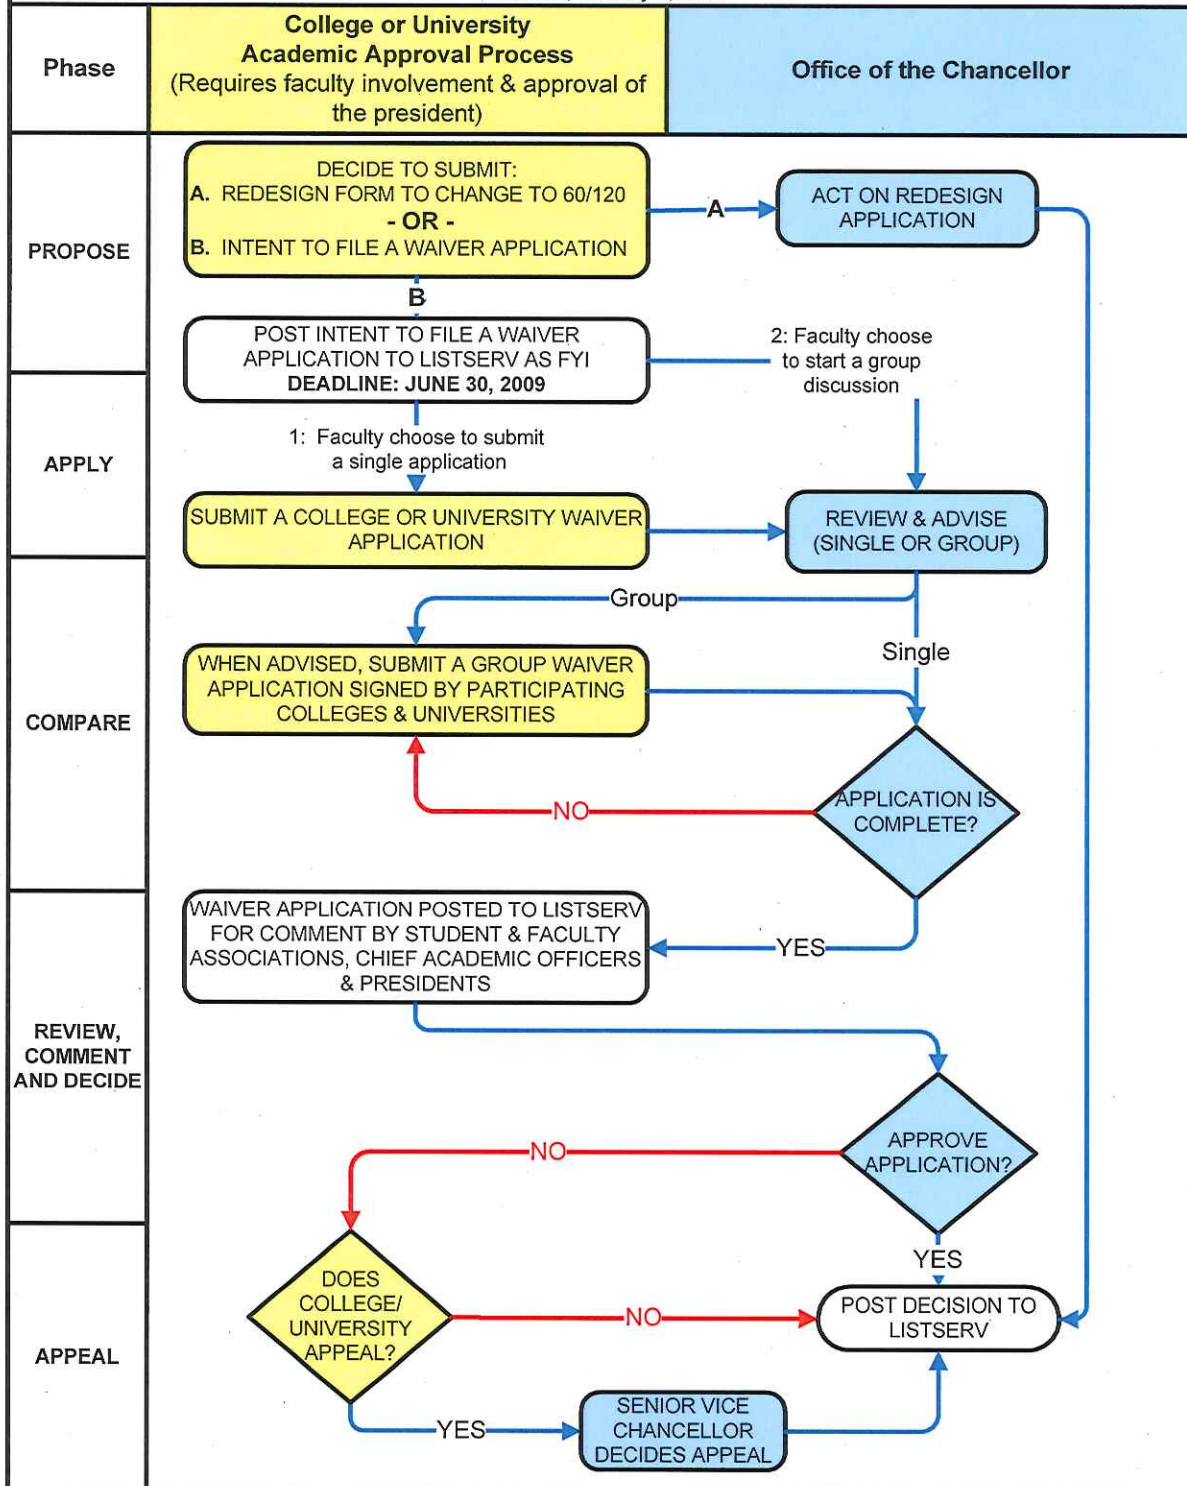 Phase
College or University
Academic Approval Process
(Requires faculty involvement & approval of
the president)
Office of the Chancellor
PROPOSE
DECIDE TO SUBMIT:
A. REDESIGN FORM TO CHANGE TO 60/120
- OR -
B. INTENT TO FILE A WAIVER APPLICATION
A
ACT ON REDESIGN
APPLICATION
B
POST INTENT TO FILE A WAIVER
APPLICATION TO LISTSERV AS FYI
DEADLINE: JUNE 30, 2009
2: Faculty choose
to start a group
discussion
APPLY
1: Faculty choose to submit
a single application
SUBMIT A COLLEGE OR UNIVERSITY WAIVER
APPLICATION
REVIEW & ADVISE
(SINGLE OR GROUP)
Group
Single
COMPARE
WHEN ADVISED, SUBMIT A GROUP WAIVER
APPLICATION SIGNED BY PARTICIPATING
COLLEGES & UNIVERSITIES
APPLICATION IS
COMPLETE?
NO
WAIVER APPLICATION POSTED TO LISTSERV
FOR COMMENT BY STUDENT & FACULTY
ASSOCIATIONS, CHIEF ACADEMIC OFFICERS
& PRESIDENTS
YES
REVIEW,
COMMENT
AND DECIDE
APPROVE
APPLICATION?
NO
YES
APPEAL
DOES
COLLEGE/
UNIVERSITY
APPEAL?
NO
POST DECISION TO
LISTSERV
YES
SENIOR VICE
CHANCELLOR
DECIDES APPEAL